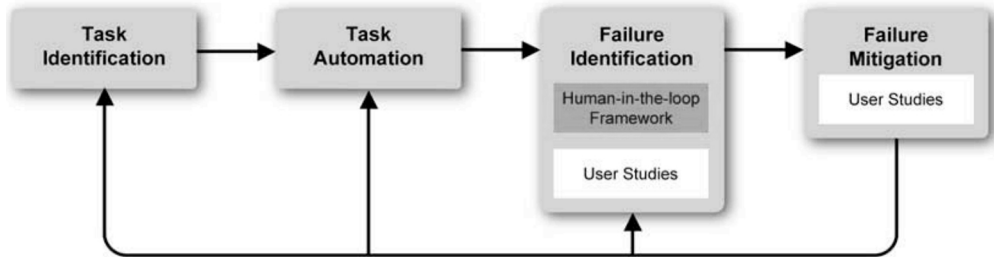 Task
Identification
Task
Automation
Failure
Identification
Human-in-the-loop
Framework
User Studies
Failure
Mitigation
User Studies